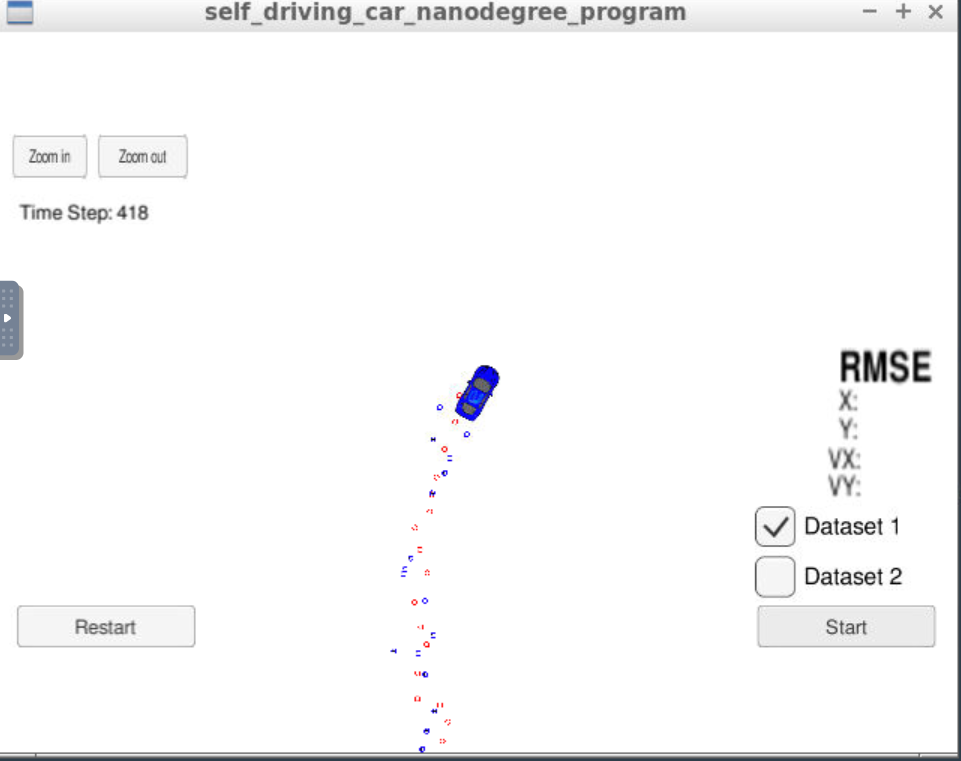 self_driving_car_nanodegree_program
Zoom in
Zoom out
Time Step: 418
RMSE
X:
Y:
VX:
VY:
Dataset 1
Dataset 2
Restart
Start